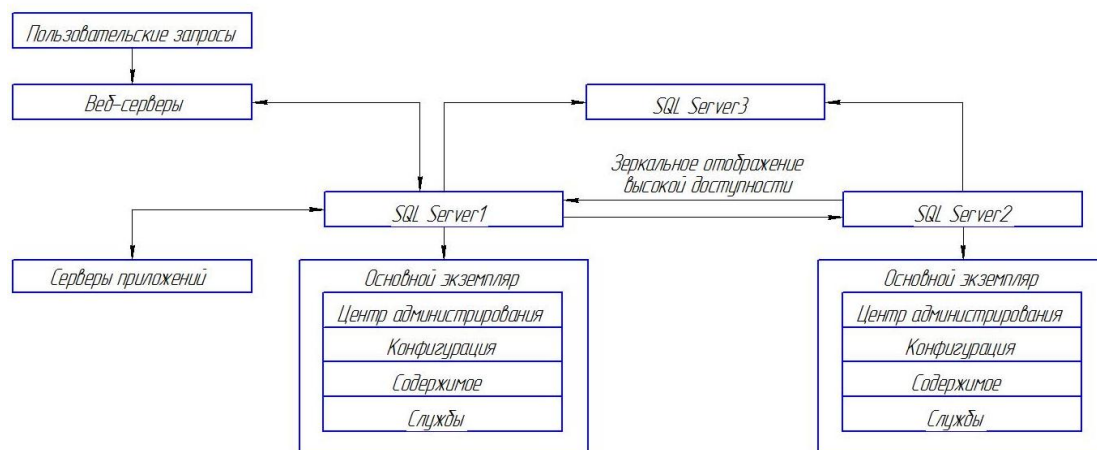 Пользовательские запросы
Веб-серверы
SQL Server3
Зеркальное отображение
высокой доступности
SQL Server1
SQL Server2
Серверы приложений
Основной экземпляр
Центр администрирования
Конфигурация
Содержимое
Службы
Основной экземпляр
Центр администрирования
Конфигурация
Содержимое
Службы